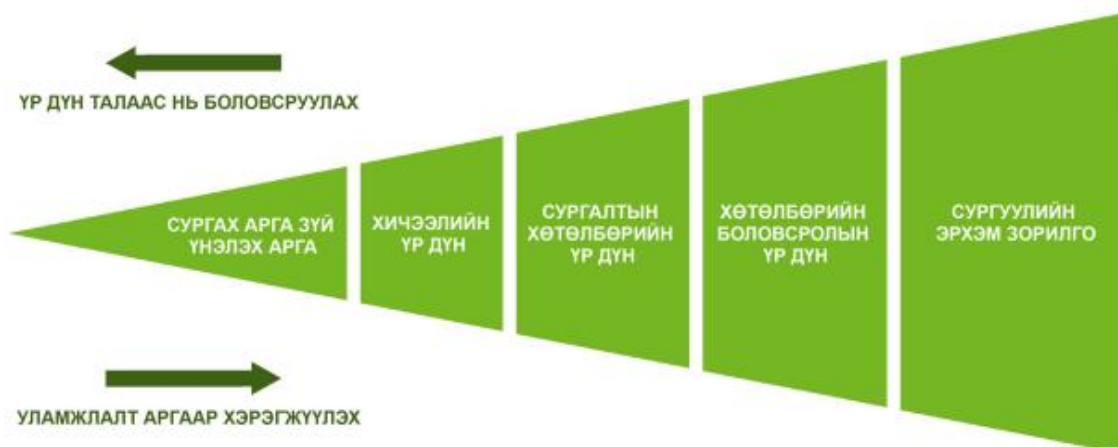 ҮР ДҮН ТАЛААС НЬ БОЛОВСРУУЛАХ
СУРГАХ АРГА ЗҮЙ
ҮНЭЛЭХ АРГА
ХИЧЭЭЛИЙН
ҮР ДҮН
СУРГАЛТЫН
ХӨТӨЛБӨРИЙН
ҮР ДҮН
ХӨТӨЛБӨРИЙН
БОЛОВСРОЛЫН
ҮР ДҮН
СУРГУУЛИЙН
ЭРХЭМ ЗОРИЛГО
УЛАМЖЛАЛТ АРГААР ХЭРЭГЖҮҮЛЭХ